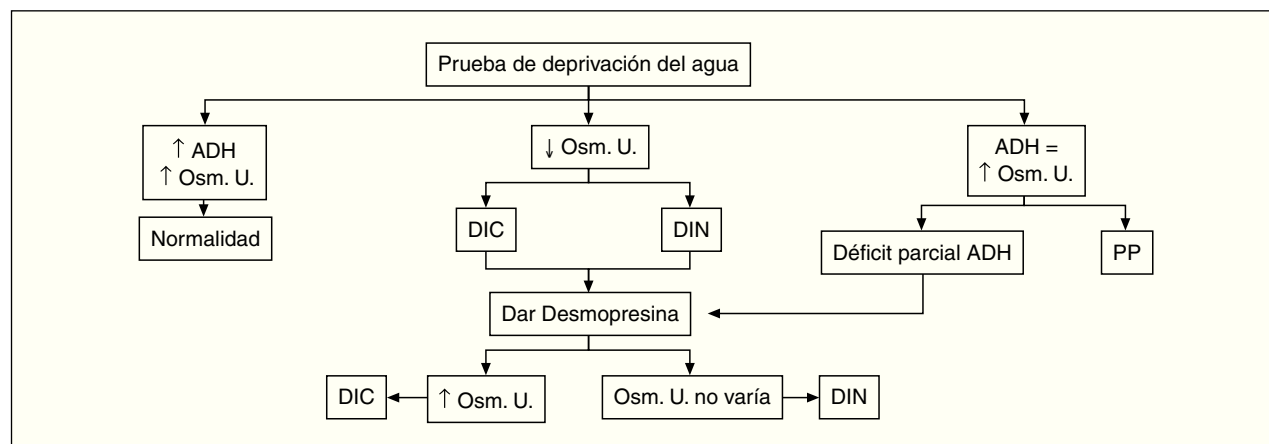 Prueba de deprivación del agua
↑ ADH
↑ Osm. U.
↓ Osm. U.
ADH =
↑ Osm. U.
Normalidad
DIC
DIN
Déficit parcial ADH
PP
Dar Desmopresina
DIC
↑ Osm. U.
Osm. U. no varía
DIN